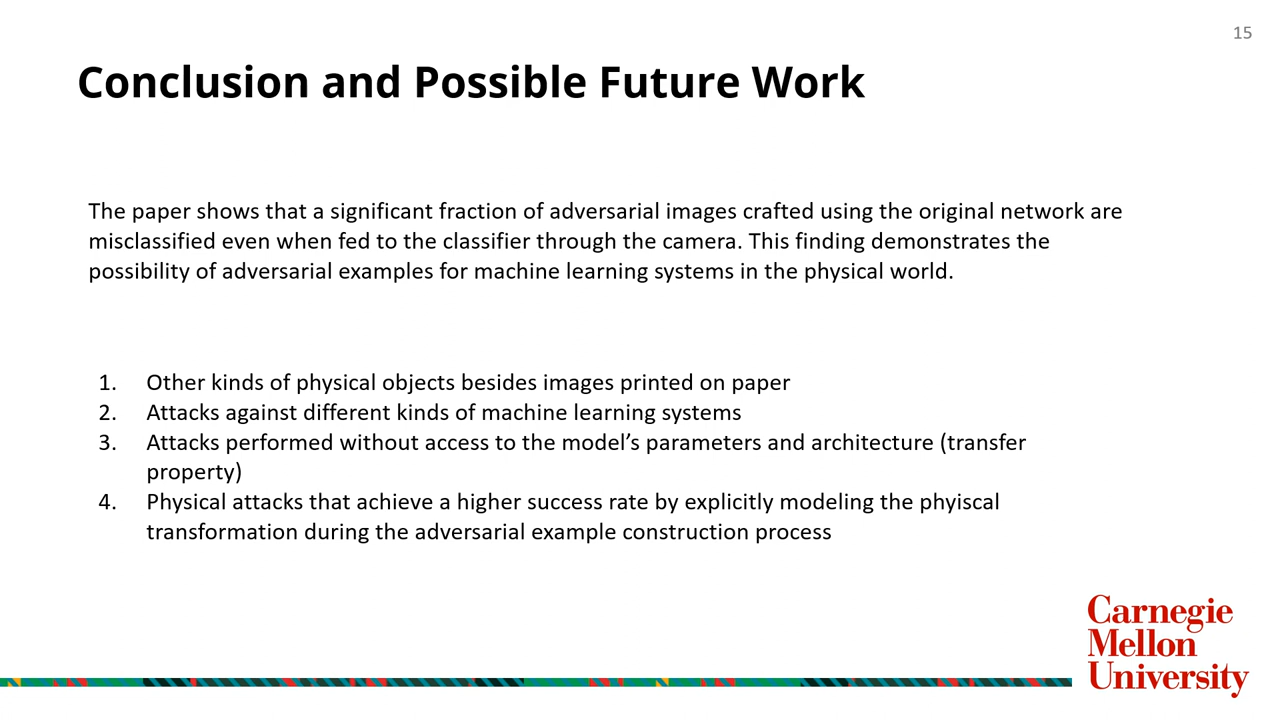 15
Conclusion and Possible Future Work
The paper shows that a significant fraction of adversarial images crafted using the original network are
misclassified even when fed to the classifier through the camera. This finding demonstrates the
possibility of adversarial examples for machine learning systems in the physical world.
1. Other kinds of physical objects besides images printed on paper
2. Attacks against different kinds of machine learning systems
3. Attacks performed without access to the model’s parameters and architecture (transfer
property)
4. Physical attacks that achieve a higher success rate by explicitly modeling the phyiscal
transformation during the adversarial example construction process
Carnegie
Mellon
University